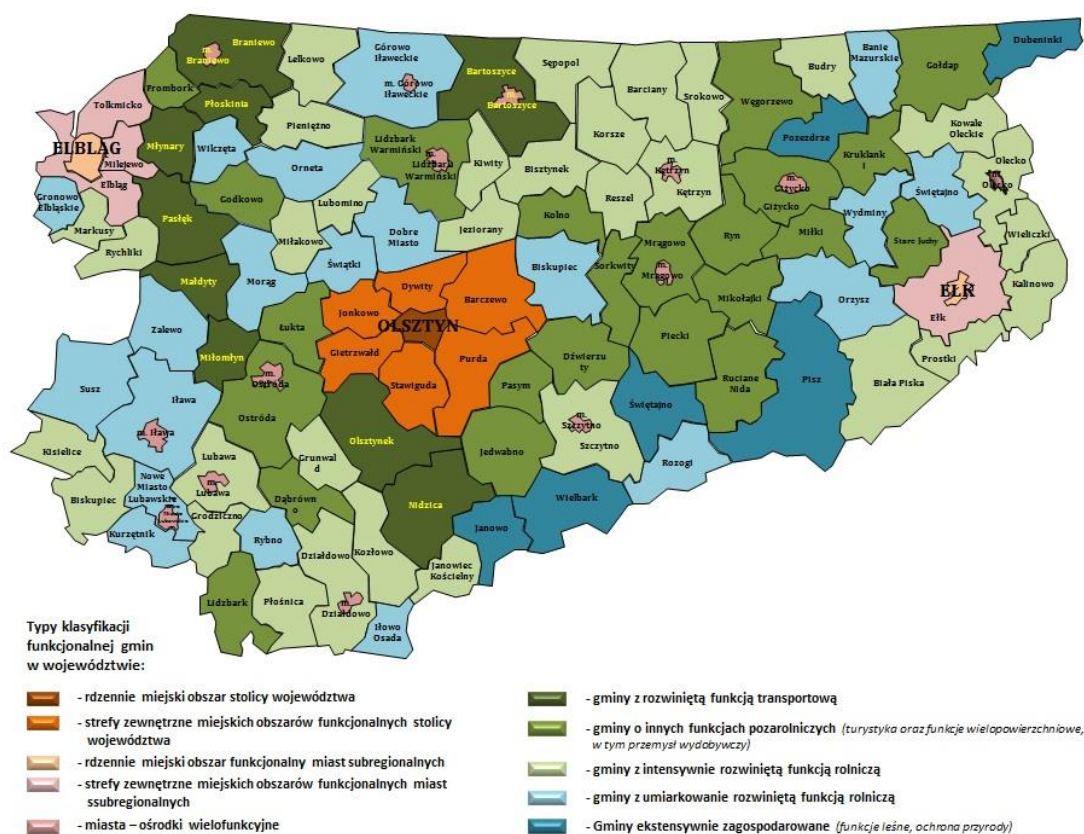 Braniewo
m.
Braniewo
Lelkowo
Górowo
Iławeckie
m. Górowo
Iławeckie
Bartoszyce
m.
Bartoszyce
Sępopol
Barciany
Srokowo
Węgorzewo
Budry
Banie
Mazurskie
Gołdap
Dubeninki
Frombork
Tolkmicko
Płoskinia
Pieniężno
ELBLĄG
Milejewo
Elbląg
Młynary
Wilczęta
Orneta
Lidzbark
Warmiński
m.
Lidzbark
Warmiński
Kiwity
Bisztynek
Korsze
Reszel
m.
Kętrzyn
Kętrzyn
Pozezdrze
Kruklank
i
Kowale
Oleckie
Olecko
m.
Olecko
Gronowo
Elbląskie
Markusy
Rychliki
Pasłęk
Godkowo
Lubomino
Miłakowo
Dobre
Miasto
Jeziorany
Kolno
m.
Giżycko
Giżycko
Wydminy
Świętajno
Wieliczki
Małdyty
Morąg
Świątki
Biskupiec
Sorkwity
Mrągowo
m.
Mrągowo
Ryn
Miłki
Stare Juchy
Kalinowo
Zalewo
Łukta
Jonkowo
Dywity
Barczewo
OLSZTYN
Gietrzwałd
Purda
Stawiguda
Mikołajki
Orzysz
EŁK
Ełk
Prostki
Miłomłyn
m.
Ostróda
Ostróda
Susz
Iława
m. Iława
Dźwierzu
ty
Pasym
Piecki
Ruciane
Nida
Pisz
Biała Piska
Kisielice
Biskupiec
Lubawa
m.
Lubawa
Grunwal
d
Olsztynek
Jedwabno
m.
Szczytno
Szczytno
Świętajno
Rozogi
Nowe
Miasto
Lubawskie
Kurzętnik
Grodziczno
Dąbrówn
o
Nidzica
Wielbark
Janowo
Rybno
Działdowo
Kozłowo
Janowiec
Kościelny
Lidzbark
Płośnica
m.
Działdowo
Iłowo
Osada
Typy klasyfikacji
funkcjonalnej gmin
w województwie:
- rdzennie miejski obszar stolicy województwa
- strefy zewnętrzne miejskich obszarów funkcjonalnych stolicy
województwa
- rdzennie miejski obszar funkcjonalny miast subregionalnych
- strefy zewnętrzne miejskich obszarów funkcjonalnych miast
ssubregionalnych
- miasta – ośrodki wielofunkcyjne
- gminy z rozwiniętą funkcją transportową
- gminy o innych funkcjach pozarolniczych (turystyka oraz funkcje wielopowierzchniowe,
w tym przemysł wydobywczy)
- gminy z intensywnie rozwiniętą funkcją rolniczą
- gminy z umiarkowanie rozwiniętą funkcją rolniczą
- Gminy ekstensywnie zagospodarowane (funkcje leśne, ochrona przyrody)